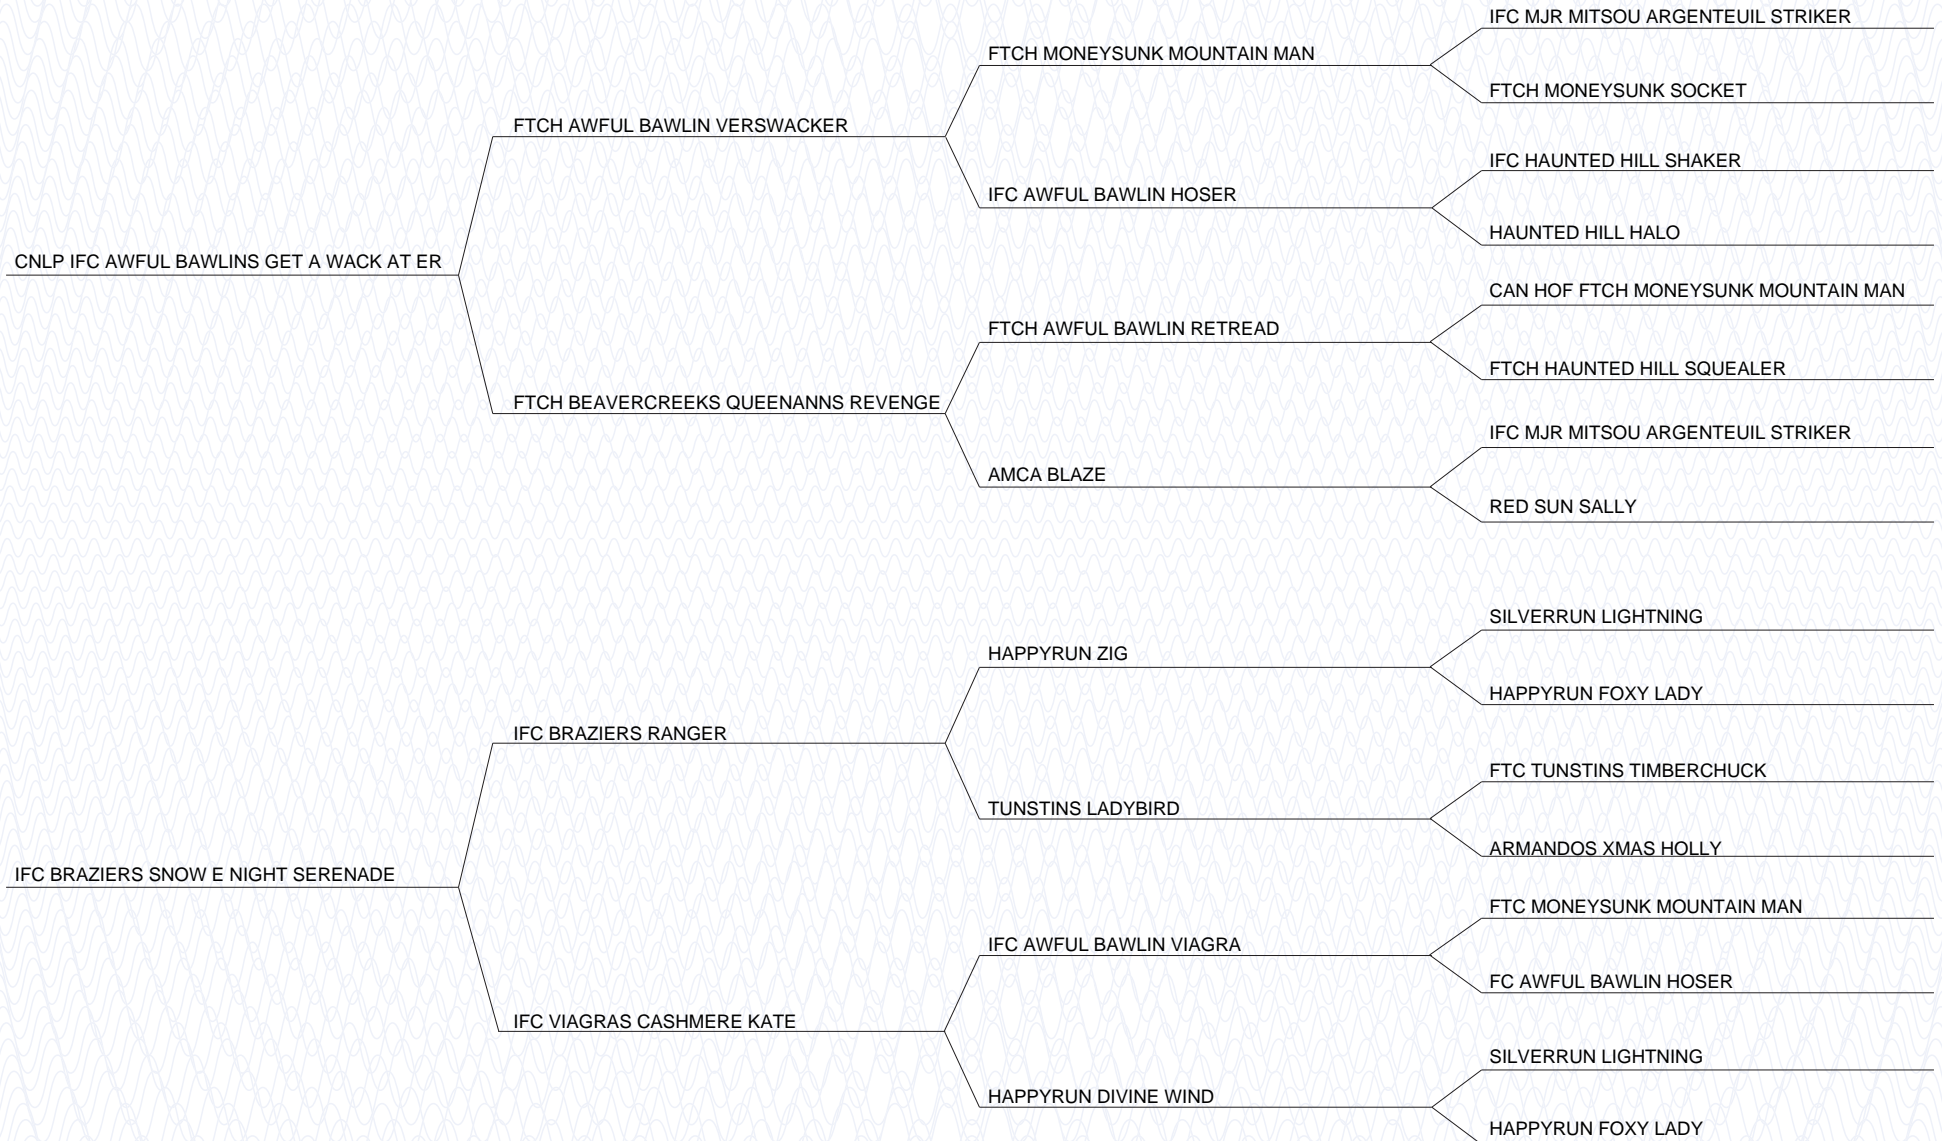 IFC MJR MITSOU ARGENTEUIL STRIKER
FTCH MONEYSUNK MOUNTAIN MAN
FTCH MONEYSUNK SOCKET
FTCH AWFUL BAWLIN VERSWACKER
IFC HAUNTED HILL SHAKER
IFC AWFUL BAWLIN HOSER
HAUNTED HILL HALO
CNLP IFC AWFUL BAWLINS GET A WACK AT ER
CAN HOF FTCH MONEYSUNK MOUNTAIN MAN
FTCH AWFUL BAWLIN RETREAD
FTCH HAUNTED HILL SQUEALER
FTCH BEAVERCREEKS QUEENANNS REVENGE
IFC MJR MITSOU ARGENTEUIL STRIKER
AMCA BLAZE
RED SUN SALLY
SILVERRUN LIGHTNING
HAPPYRUN ZIG
HAPPYRUN FOXY LADY
IFC BRAZIERS RANGER
FTC TUNSTINS TIMBERCHUCK
TUNSTINS LADYBIRD
ARMANDOS XMAS HOLLY
IFC BRAZIERS SNOW E NIGHT SERENADE
FTC MONEYSUNK MOUNTAIN MAN
IFC AWFUL BAWLIN VIAGRA
FC AWFUL BAWLIN HOSER
IFC VIAGRAS CASHMERE KATE
SILVERRUN LIGHTNING
HAPPYRUN DIVINE WIND
HAPPYRUN FOXY LADY